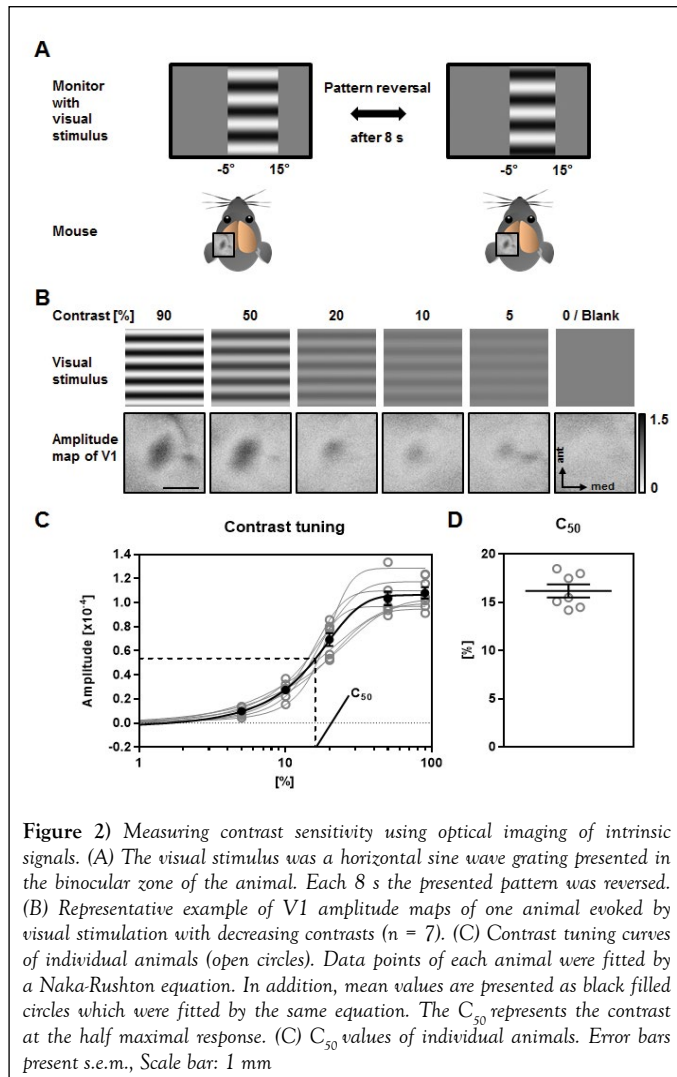 A
Monitor
with
visual
stimulus
Pattern reversal
after 8 s
-5° 15°
-5° 15°
Mouse
B
Contrast [%] 90 50 20 10 5 0 / Blank
Visual
stimulus
Amplitude
map of V1
ant
med
1.5
0
C
Contrast tuning
1.4
1.2
1.0
0.8
0.6
0.4
0.2
0.0
-0.2
Amplitude [x10⁻⁴]
1 10 100
[%]
C₅₀
D
C₅₀
20
15
10
5
0
[%]
Figure 2) Measuring contrast sensitivity using optical imaging of intrinsic
signals. (A) The visual stimulus was a horizontal sine wave grating presented in
the binocular zone of the animal. Each 8 s the presented pattern was reversed.
(B) Representative example of V1 amplitude maps of one animal evoked by
visual stimulation with decreasing contrasts (n = 7). (C) Contrast tuning curves
of individual animals (open circles). Data points of each animal were fitted by
a Naka-Rushton equation. In addition, mean values are presented as black filled
circles which were fitted by the same equation. The C₅₀ represents the contrast
at the half maximal response. (C) C₅₀ values of individual animals. Error bars
present s.e.m., Scale bar: 1 mm